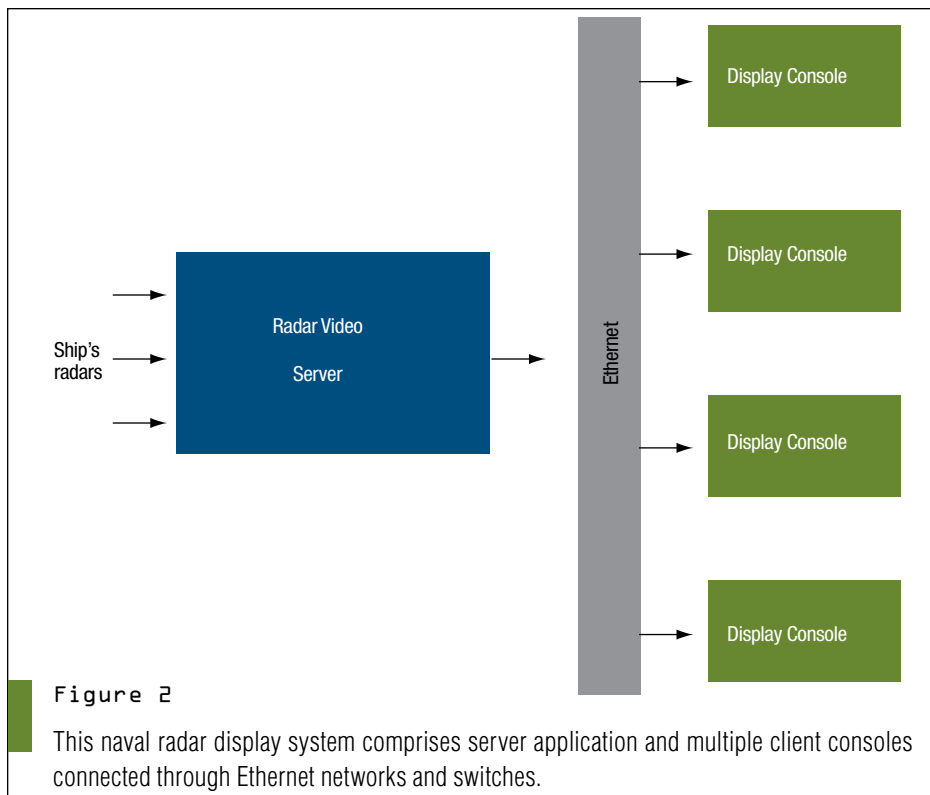 Ship's
radars
Radar Video
Server
Ethernet
Display Console
Display Console
Display Console
Display Console
Figure 2
This naval radar display system comprises server application and multiple client consoles
connected through Ethernet networks and switches.